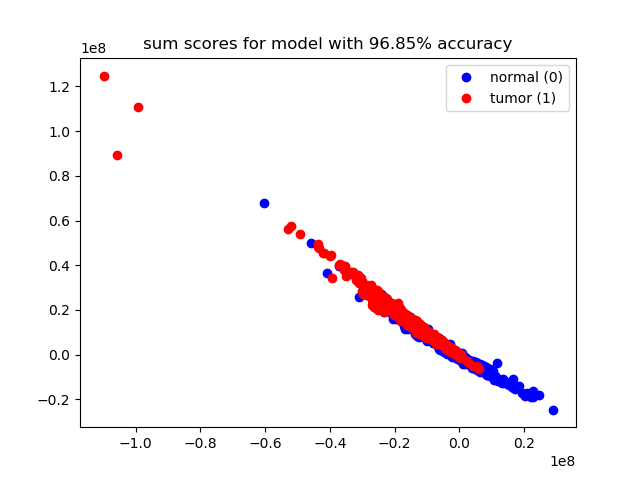 sum scores for model with 96.85% accuracy
1e8
normal (0)
tumor (1)
1.2
1.0
0.8
0.6
0.4
0.2
0.0
−0.2
−1.0 −0.8 −0.6 −0.4 −0.2 0.0 0.2
1e8